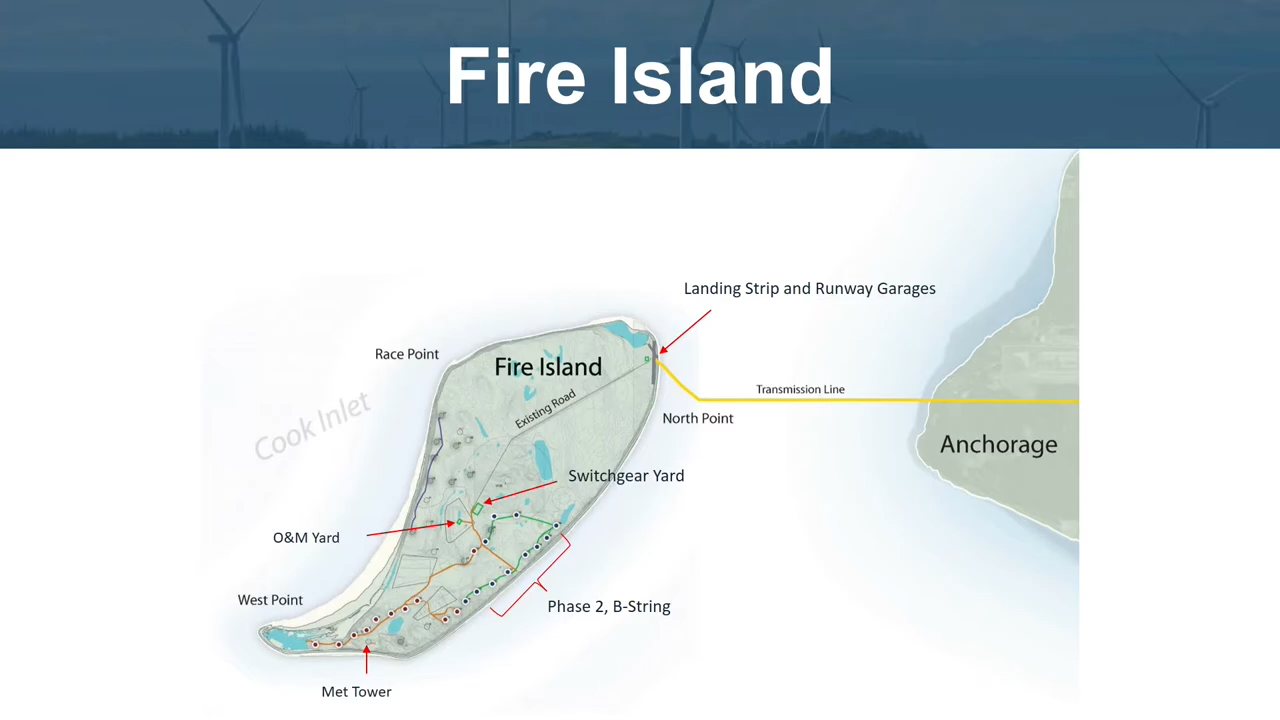 Fire Island
Landing Strip and Runway Garages
Race Point
Fire Island
Transmission Line
Existing Road
Cook Inlet
North Point
Anchorage
Switchgear Yard
O&M Yard
West Point
Phase 2, B-String
Met Tower